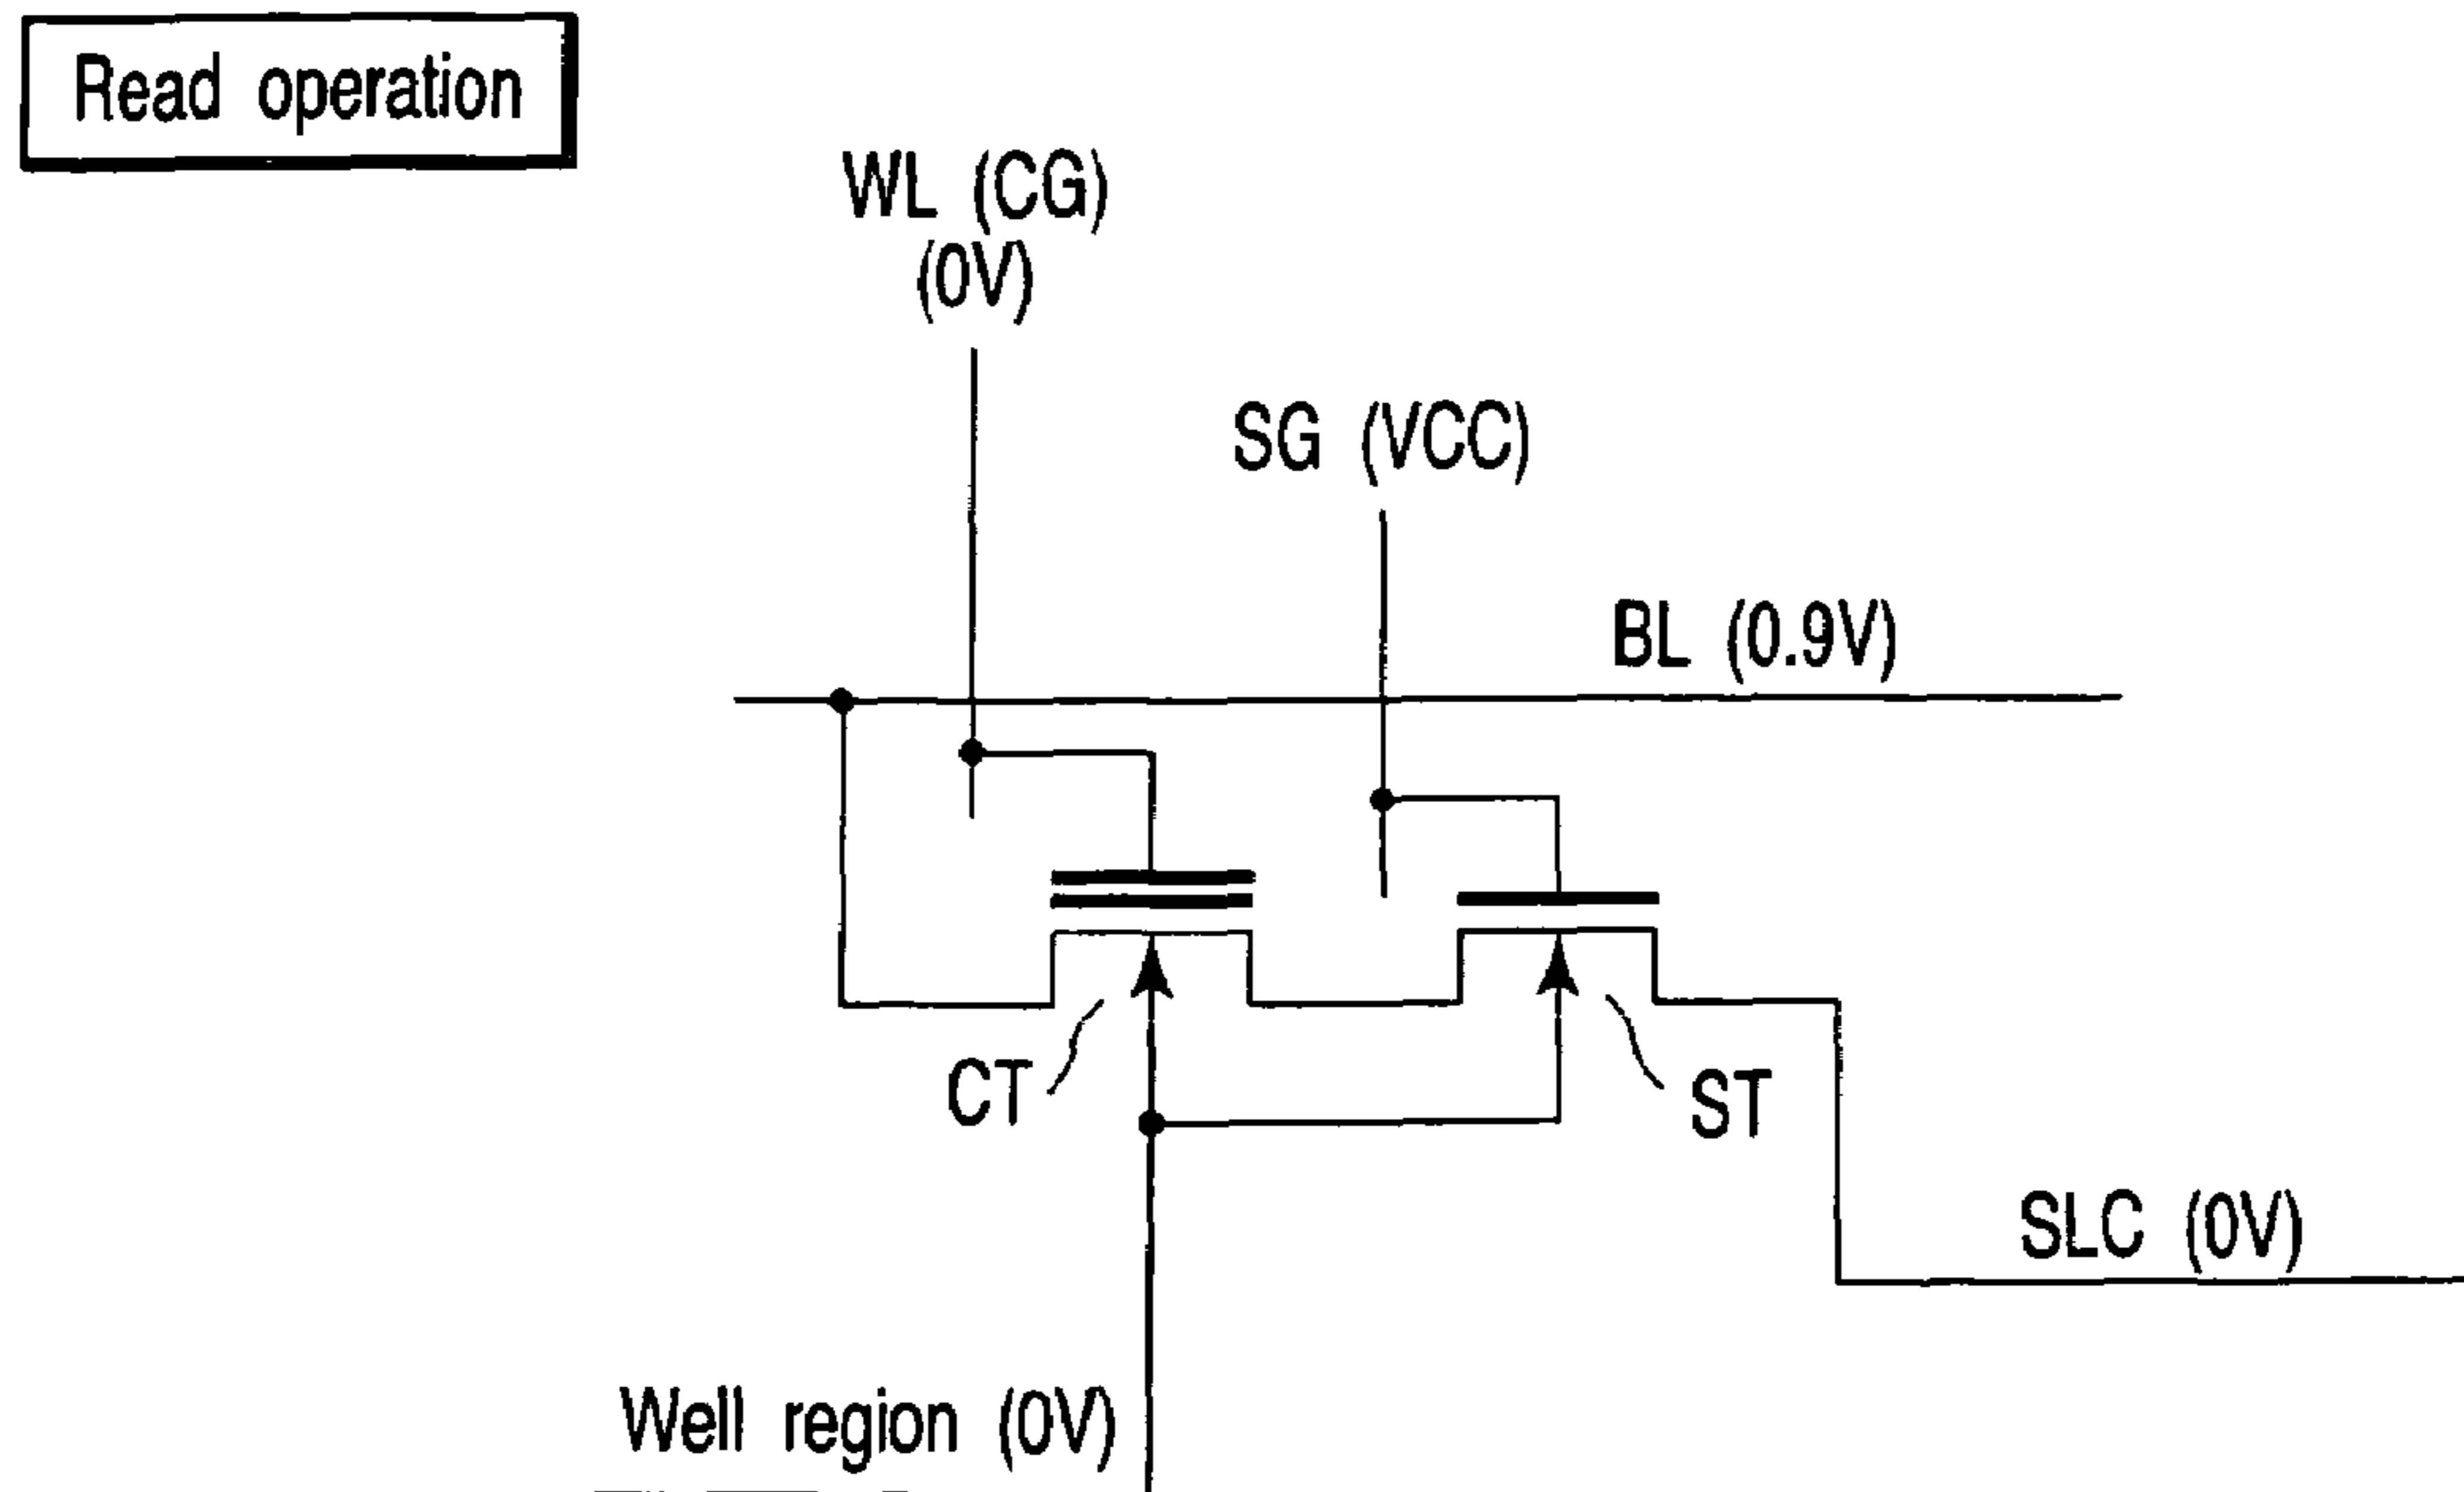 Read operation
WL (CG)
(0V)
SG (VCC)
BL (0.9V)
CT
ST
SLC (0V)
Well region (0V)